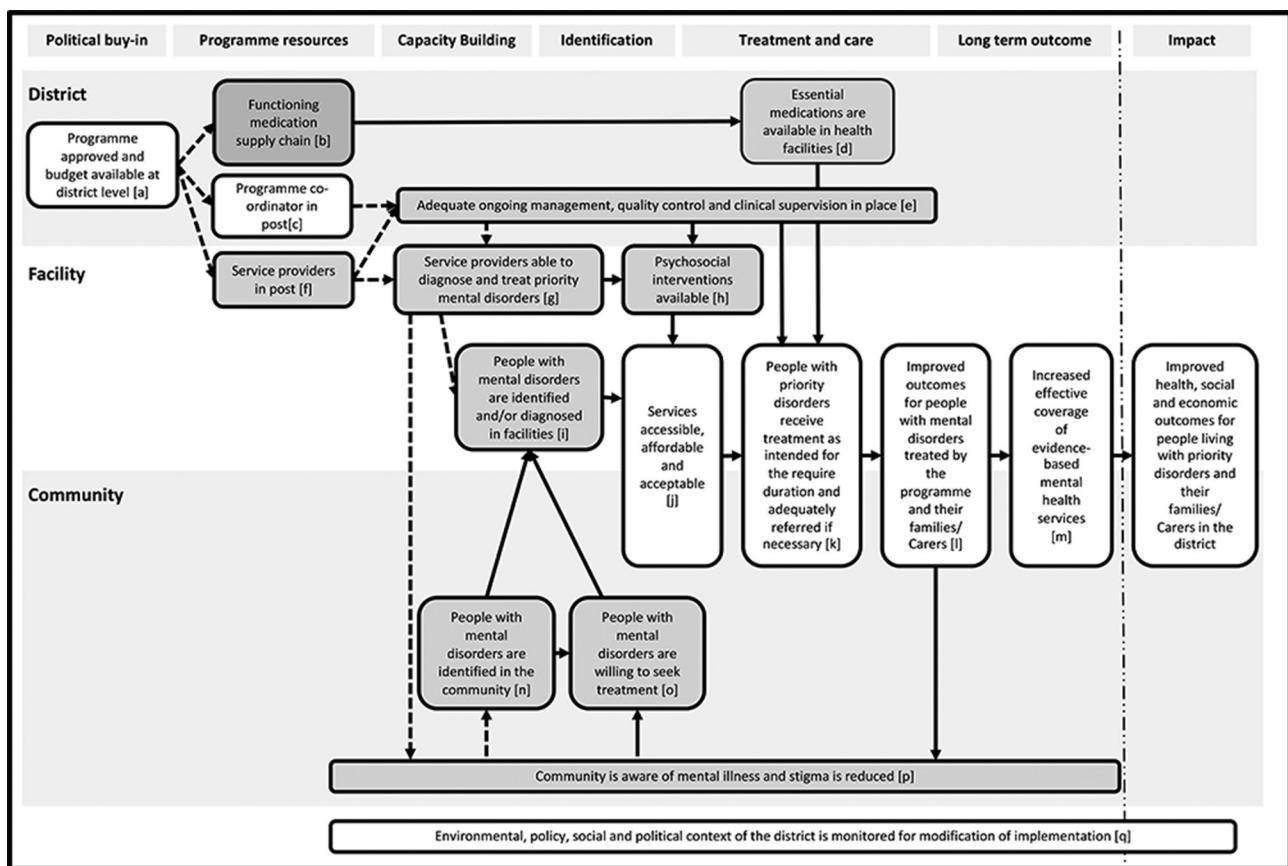 Political buy-in
Programme resources
Capacity Building
Identification
Treatment and care
Long term outcome
Impact
District
Programme
approved and
budget available at
district level [a]
Functioning
medication
supply chain [b]
Essential
medications are
available in health
facilities [d]
Programme co-
ordinator in
post[c]
Adequate ongoing management, quality control and clinical supervision in place [e]
Facility
Service providers
in post [f]
Service providers able to
diagnose and treat priority
mental disorders [g]
Psychosocial
interventions
available [h]
People with
mental disorders
are identified
and/or diagnosed
in facilities [i]
Services
accessible,
affordable
and
acceptable
[j]
People with
priority
disorders
receive
treatment as
intended for
the require
duration and
adequately
referred if
necessary [k]
Improved
outcomes for
people with
mental
disorders
treated by
the
programme
and their
families/
Carers [l]
Increased
effective
coverage
of
evidence-
based
mental
health
services
[m]
Improved
health, social
and economic
outcomes for
people living
with priority
disorders and
their
families/
Carers in the
district
Community
People with
mental
disorders are
identified in the
community [n]
People with
mental
disorders are
willing to seek
treatment [o]
Community is aware of mental illness and stigma is reduced [p]
Environmental, policy, social and political context of the district is monitored for modification of implementation [q]